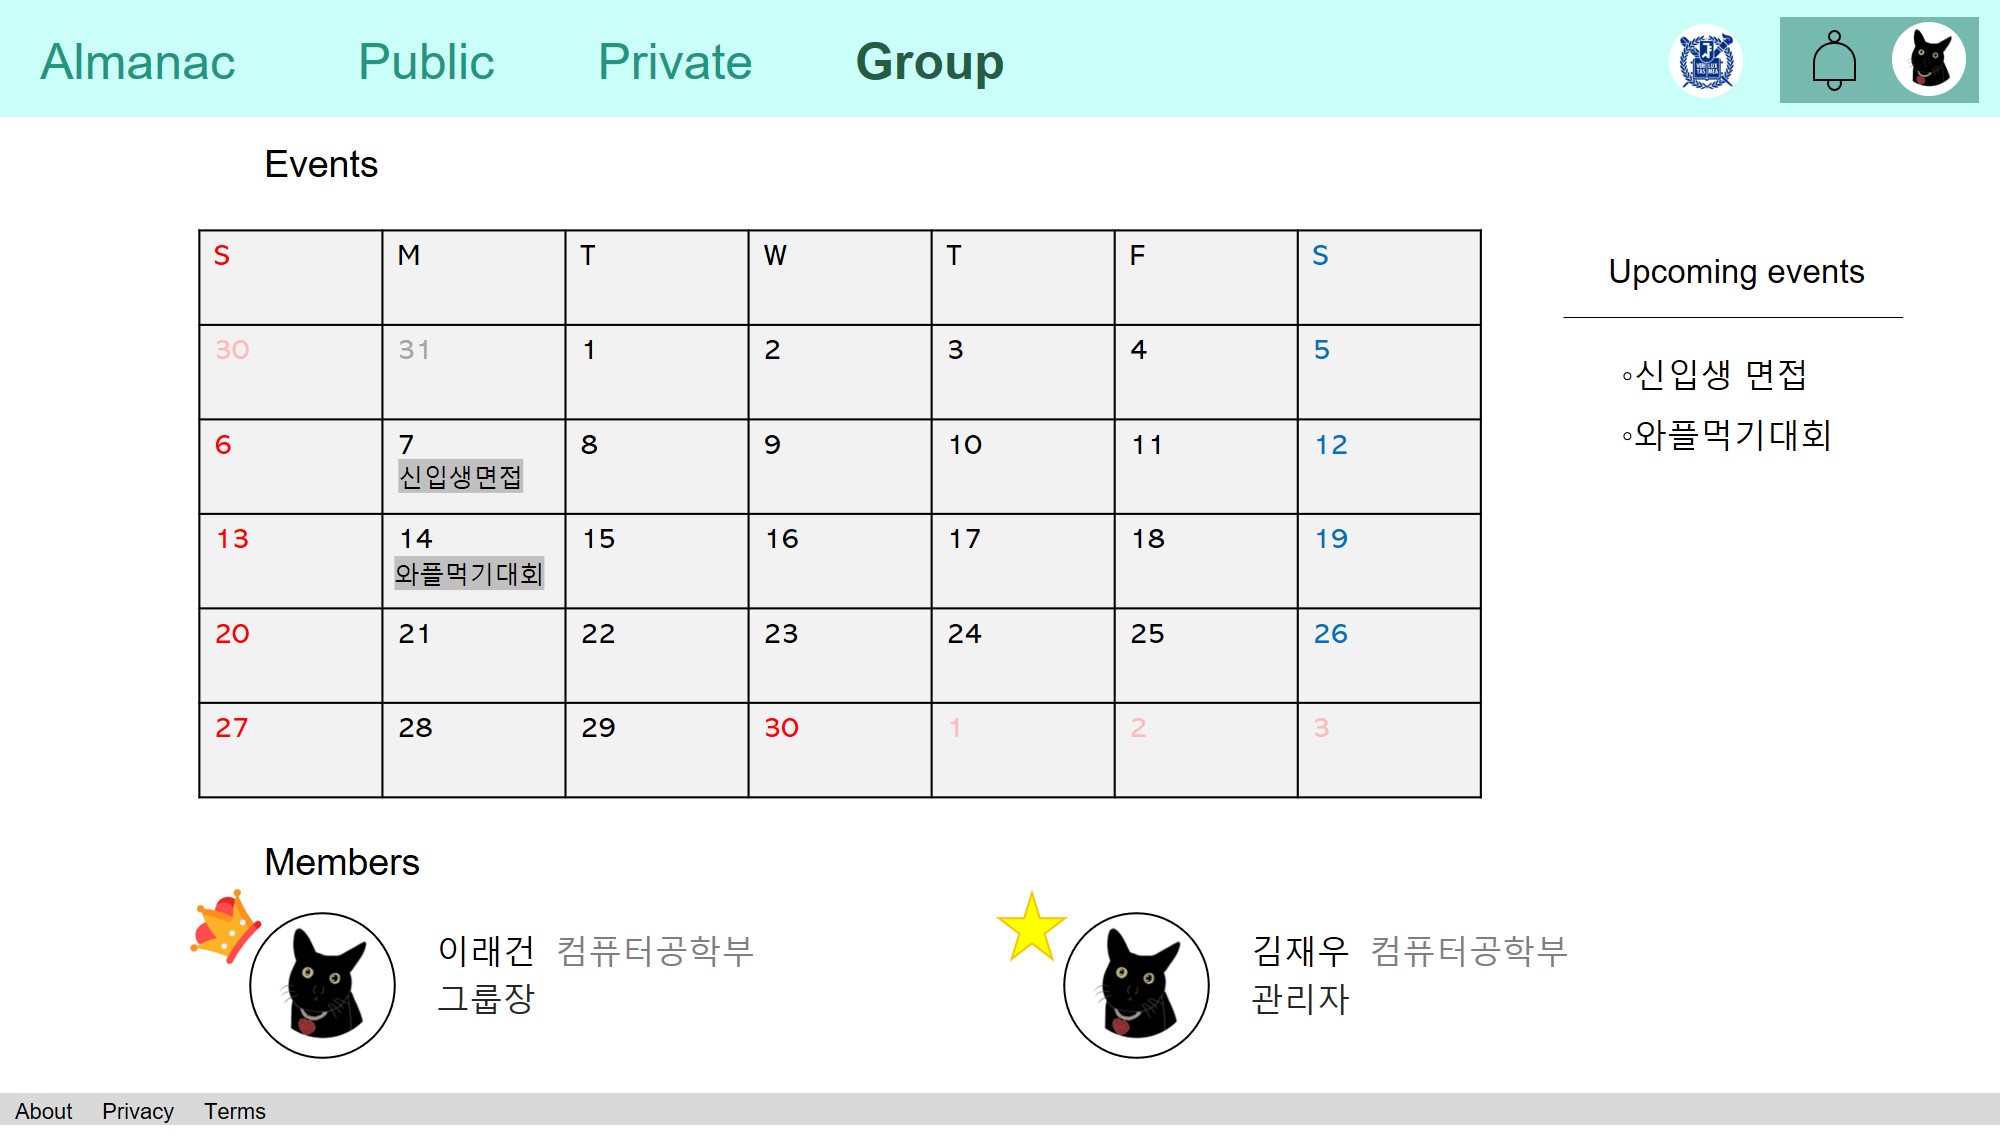 Almanac Public Private Group
VERI LUX TAS MEA
Events
S M T W T F S
30 31 1 2 3 4 5
6 7 8 9 10 11 12
신입생면접
13 14 15 16 17 18 19
와플먹기대회
20 21 22 23 24 25 26
27 28 29 30 1 2 3
Upcoming events
◦신입생 면접
◦와플먹기대회
Members
이래건 컴퓨터공학부
그룹장
김재우 컴퓨터공학부
관리자
About Privacy Terms